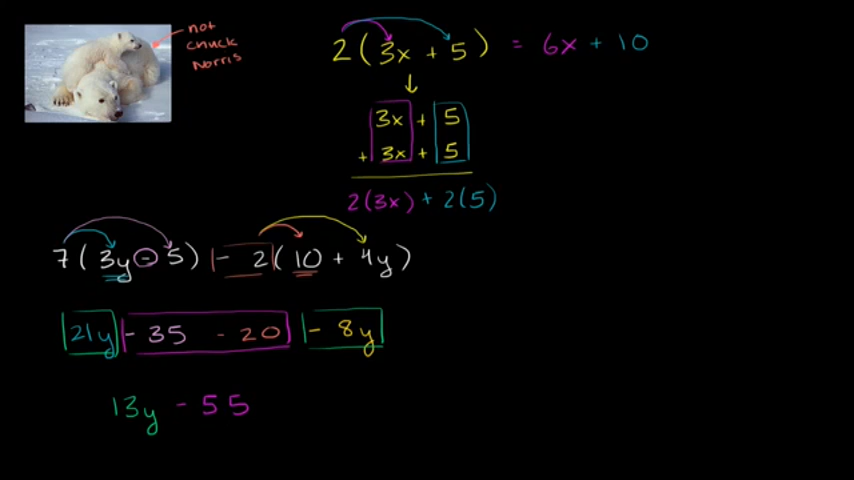 not
chuck
Norris
2(3x + 5) = 6x + 10
3x + 5
+ 3x + 5
2(3x) + 2(5)
7(3y - 5) - 2(10 + 4y)
21y - 35 - 20 - 8y
13y - 55